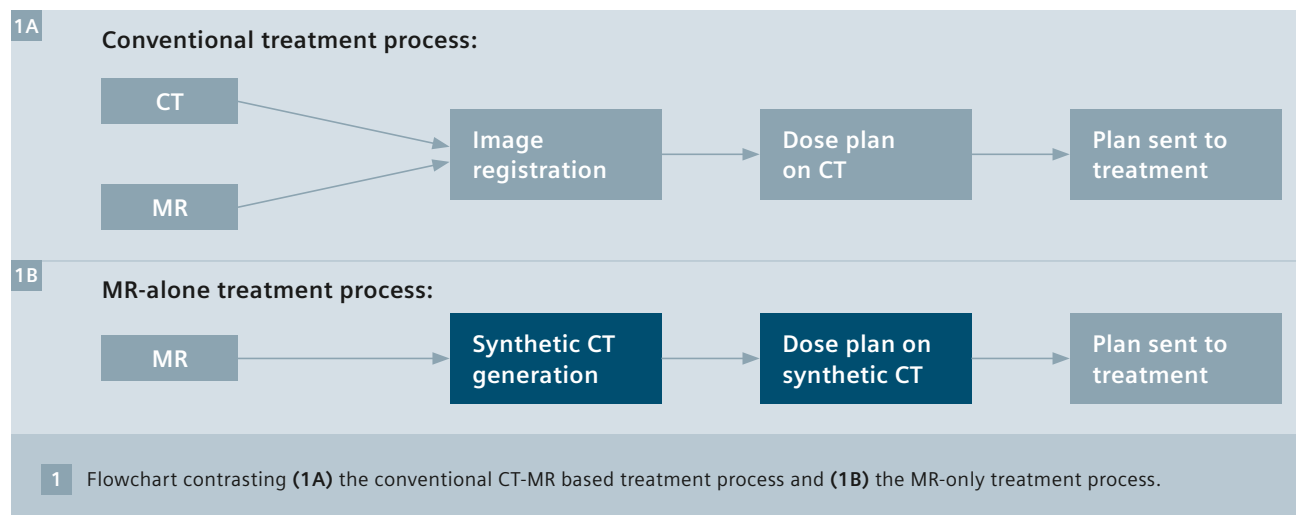 1A
Conventional treatment process:
CT
MR
Image
registration
Dose plan
on CT
Plan sent to
treatment
1B
MR-alone treatment process:
MR
Synthetic CT
generation
Dose plan on
synthetic CT
Plan sent to
treatment
1 Flowchart contrasting (1A) the conventional CT-MR based treatment process and (1B) the MR-only treatment process.